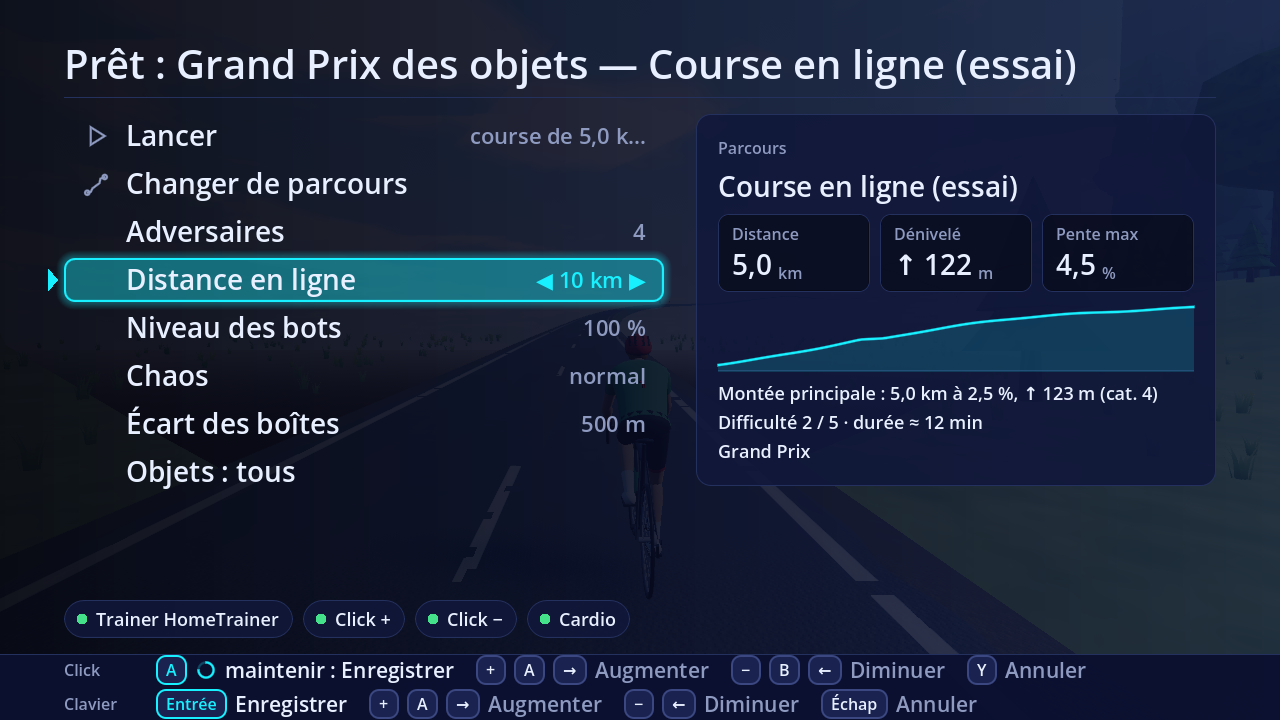 Prêt : Grand Prix des objets — Course en ligne (essai)
Lancer course de 5,0 k...
Changer de parcours
Adversaires 4
Distance en ligne ◀ 10 km ▶
Niveau des bots 100 %
Chaos normal
Écart des boîtes 500 m
Objets : tous
Parcours
Course en ligne (essai)
Distance Dénivelé Pente max
5,0 km ↑ 122 m 4,5 %
Montée principale : 5,0 km à 2,5 %, ↑ 123 m (cat. 4)
Difficulté 2 / 5 · durée ≈ 12 min
Grand Prix
Trainer HomeTrainer Click + Click − Cardio
Click A maintenir : Enregistrer + A → Augmenter − B ← Diminuer Y Annuler
Clavier Entrée Enregistrer + A → Augmenter − ← Diminuer Échap Annuler